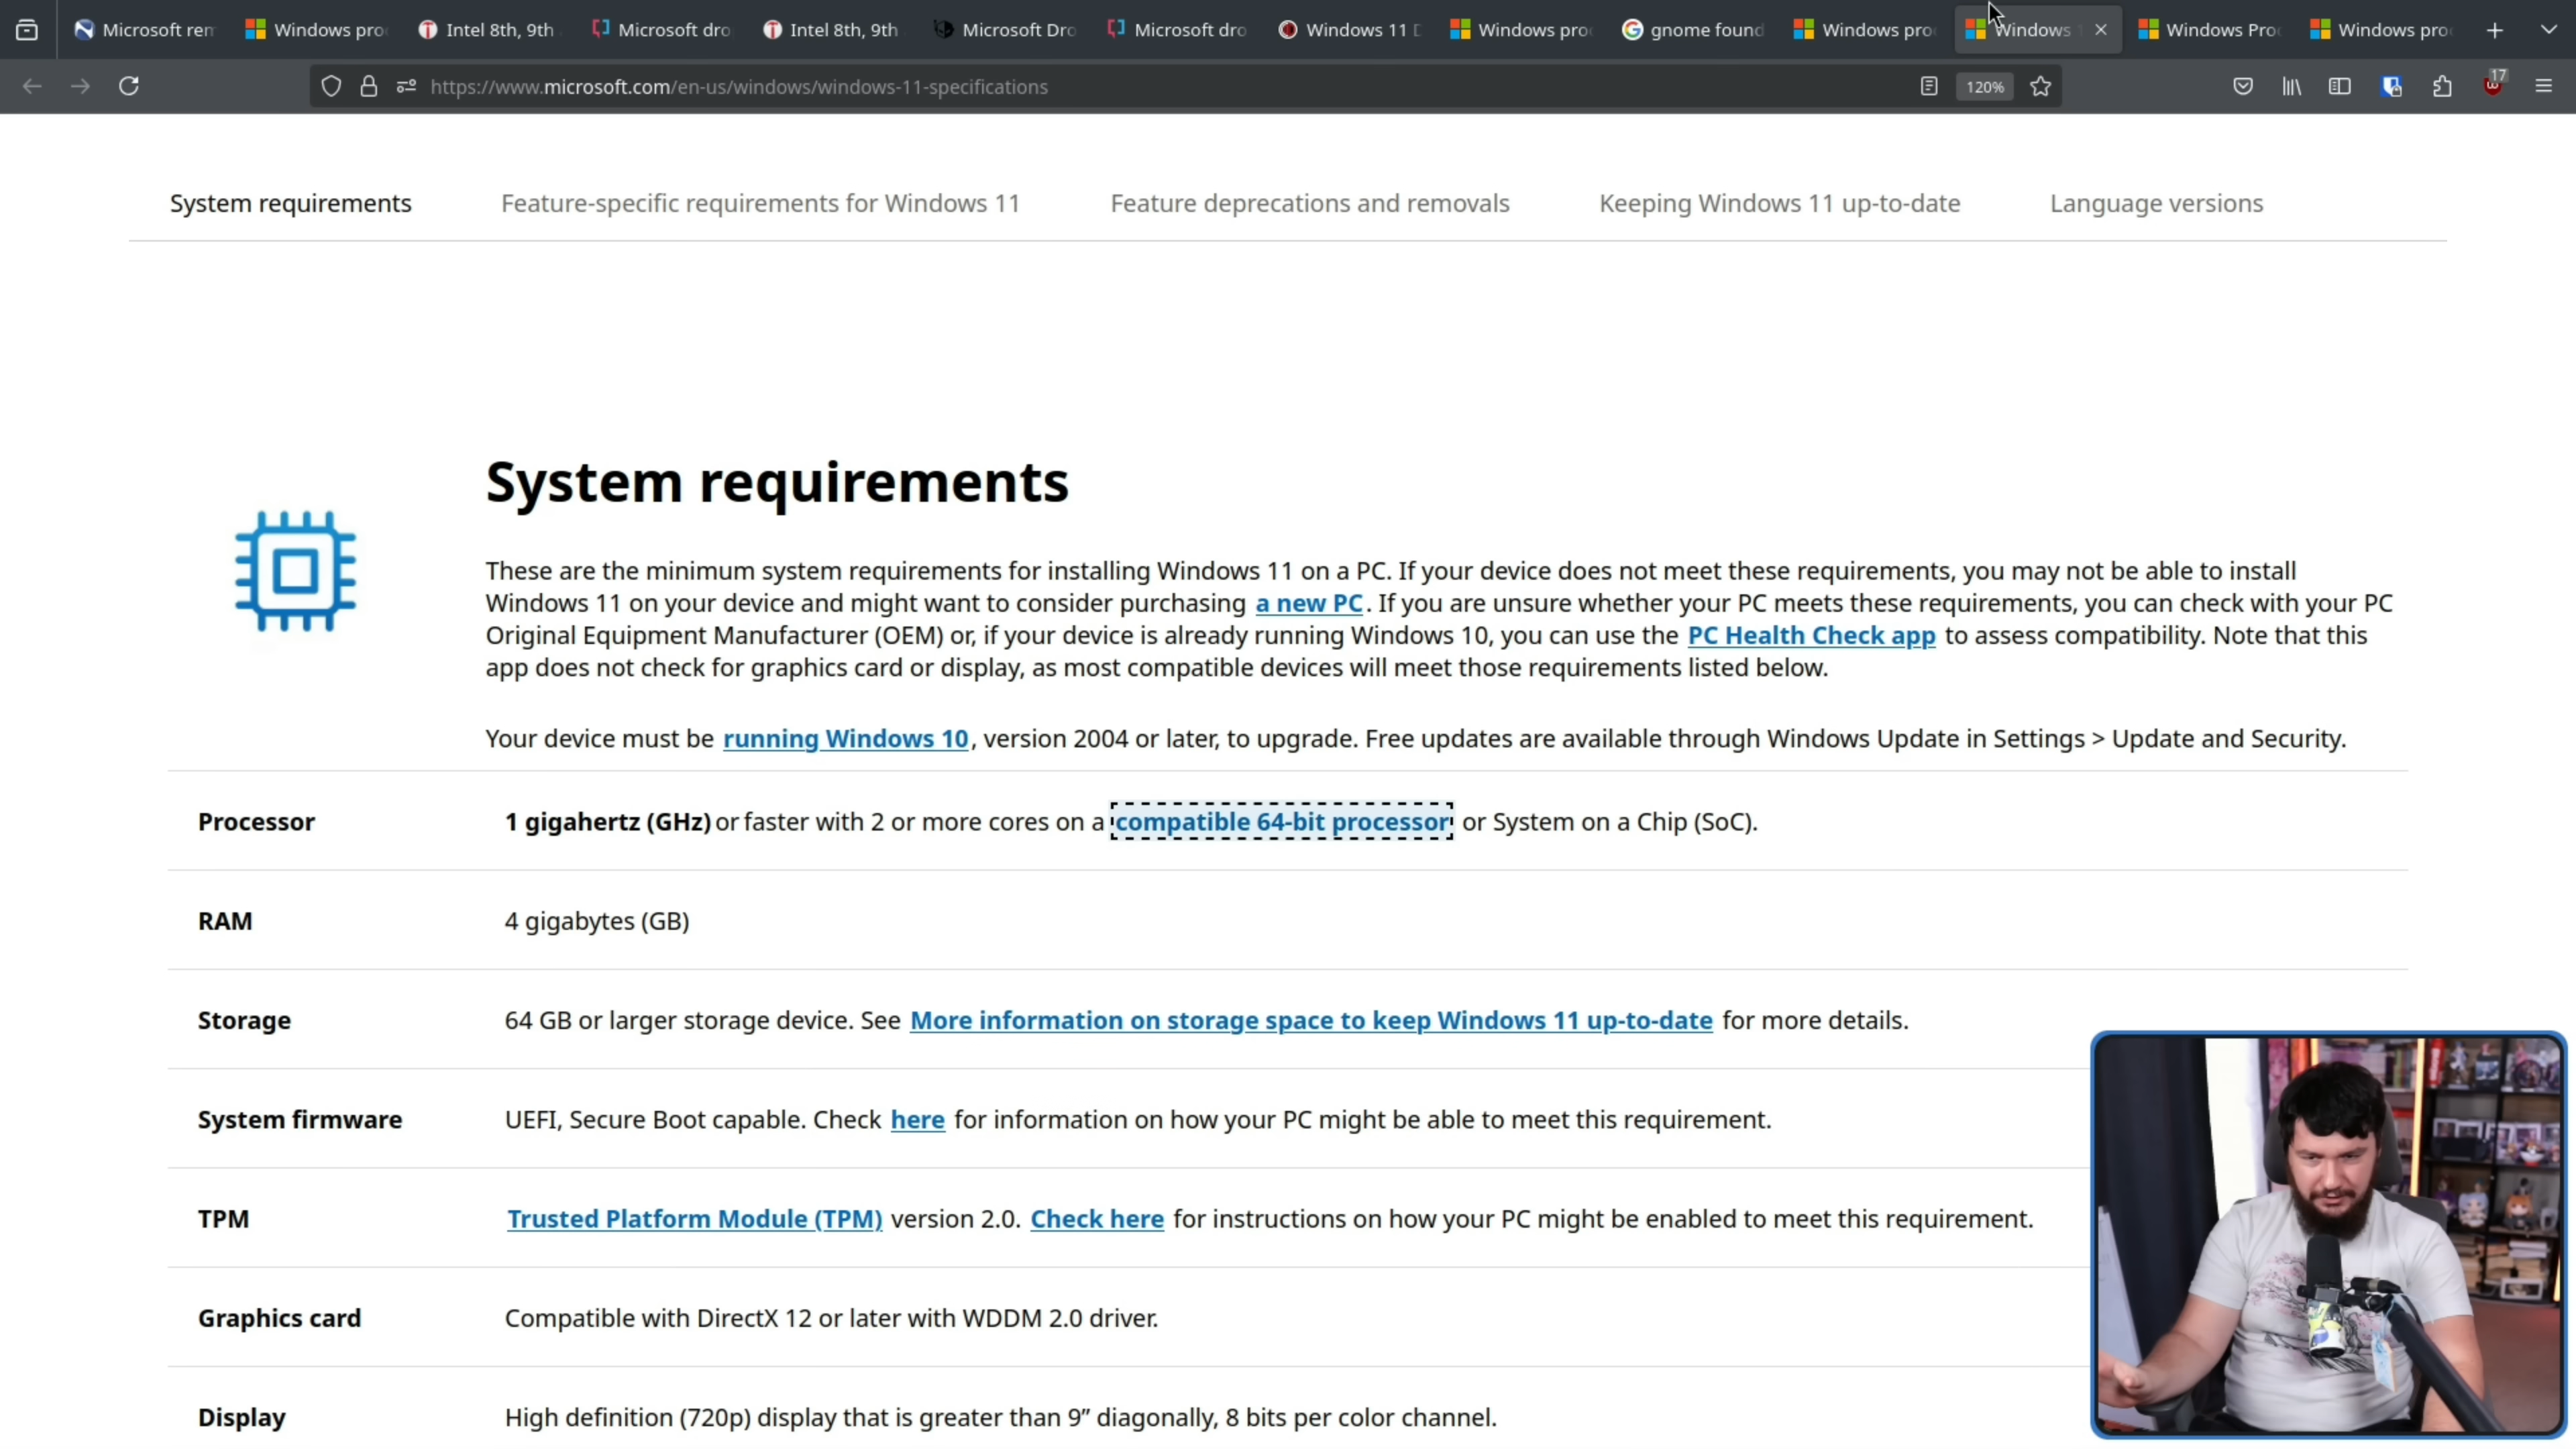 Microsoft rem
Windows pro
Intel 8th, 9th
Microsoft dro
Intel 8th, 9th
Microsoft Dro
Microsoft dro
Windows 11 D
Windows pro
gnome found
Windows pro
Windows 1
Windows Pro
Windows pro
https://www.microsoft.com/en-us/windows/windows-11-specifications
120%
17
System requirements
Feature-specific requirements for Windows 11
Feature deprecations and removals
Keeping Windows 11 up-to-date
Language versions
System requirements
These are the minimum system requirements for installing Windows 11 on a PC. If your device does not meet these requirements, you may not be able to install
Windows 11 on your device and might want to consider purchasing a new PC. If you are unsure whether your PC meets these requirements, you can check with your PC
Original Equipment Manufacturer (OEM) or, if your device is already running Windows 10, you can use the PC Health Check app to assess compatibility. Note that this
app does not check for graphics card or display, as most compatible devices will meet those requirements listed below.
Your device must be running Windows 10, version 2004 or later, to upgrade. Free updates are available through Windows Update in Settings > Update and Security.
Processor 1 gigahertz (GHz) or faster with 2 or more cores on a compatible 64-bit processor or System on a Chip (SoC).
RAM 4 gigabytes (GB)
Storage 64 GB or larger storage device. See More information on storage space to keep Windows 11 up-to-date for more details.
System firmware UEFI, Secure Boot capable. Check here for information on how your PC might be able to meet this requirement.
TPM Trusted Platform Module (TPM) version 2.0. Check here for instructions on how your PC might be enabled to meet this requirement.
Graphics card Compatible with DirectX 12 or later with WDDM 2.0 driver.
Display High definition (720p) display that is greater than 9” diagonally, 8 bits per color channel.